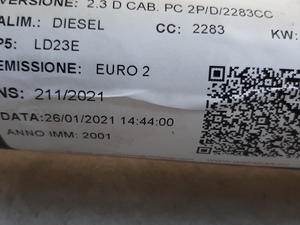 VERSIONE: 2.3 D CAB. PC 2P/D/2283CC
ALIM.: DIESEL CC: 2283 KW:
P5: LD23E
EMISSIONE: EURO 2
NS: 211/2021
DATA:26/01/2021 14:44:00
ANNO IMM: 2001